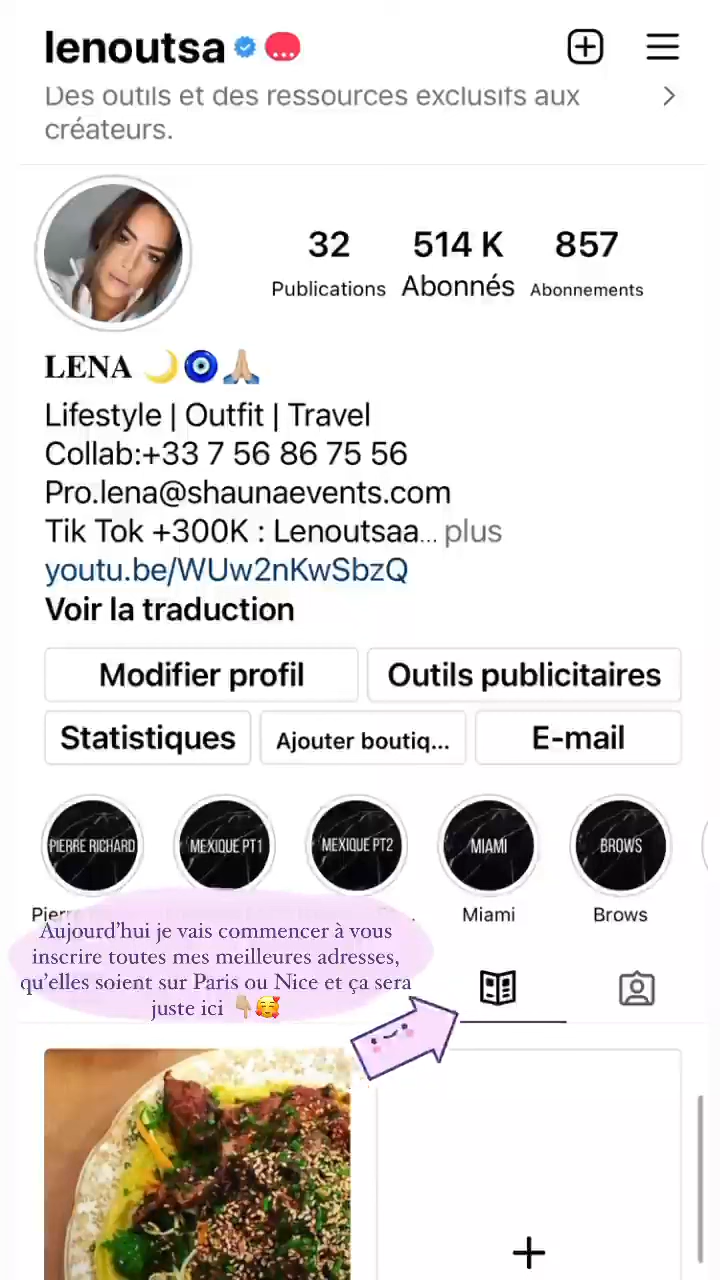 lenoutsa
Des outils et des ressources exclusifs aux
créateurs.
32
514 K
857
Publications
Abonnés
Abonnements
LENA 🌙🧿🙏🏼
Lifestyle | Outfit | Travel
Collab:+33 7 56 86 75 56
Pro.lena@shaunaevents.com
Tik Tok +300K : Lenoutsaa... plus
youtu.be/WUw2nKwSbzQ
Voir la traduction
Modifier profil
Outils publicitaires
Statistiques
Ajouter boutiq...
E-mail
PIERRE RICHARD
MEXIQUE PT1
MEXIQUE PT2
MIAMI
BROWS
Miami
Brows
Aujourd’hui je vais commencer à vous
inscrire toutes mes meilleures adresses,
qu’elles soient sur Paris ou Nice et ça sera
juste ici 👇🏼🥰